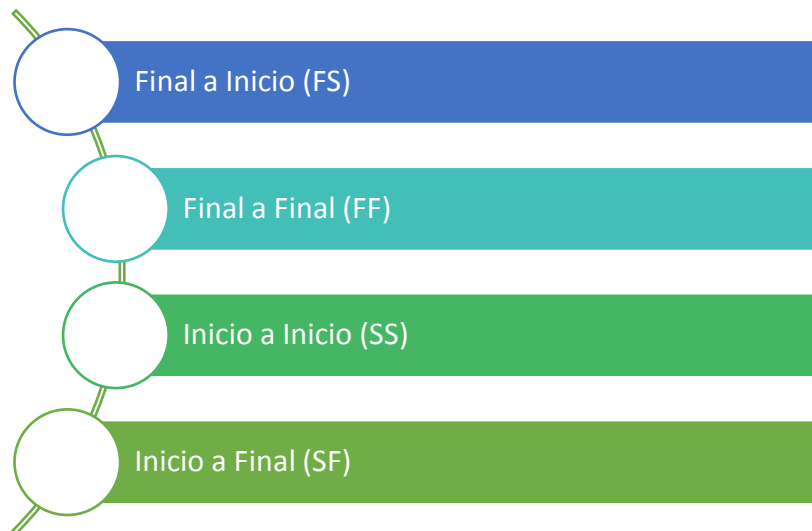 Final a Inicio (FS)
Final a Final (FF)
Inicio a Inicio (SS)
Inicio a Final (SF)